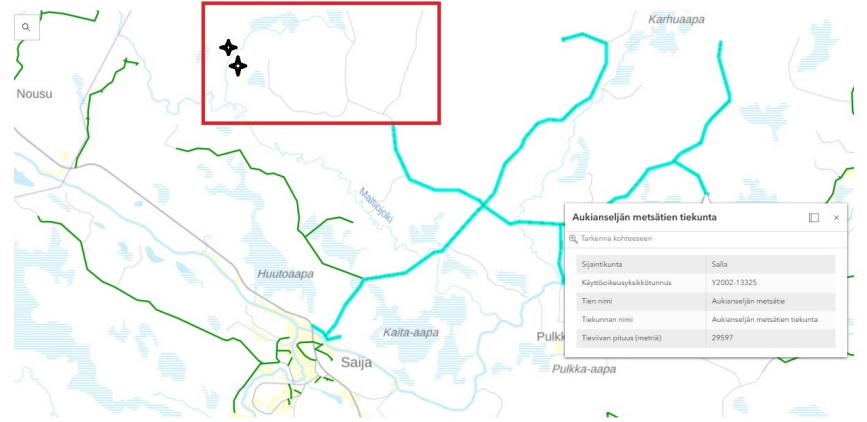 Karhuaapa
Nousu
Maltiojoki
Aukianseljän metsätien tiekunta
Tarkenna kohteeseen
Sijaintikunta Salla
Käyttöoikeusyksikkötunnus Y2002-13325
Tien nimi Aukianseljän metsätie
Tiekunnan nimi Aukianseljän metsätien tiekunta
Tieviivan pituus (metriä) 29597
Huutoaapa
Kaita-aapa
Pulkk
Saija
Pulkka-aapa